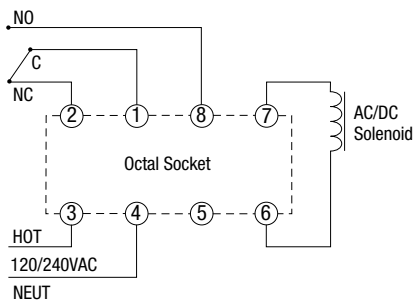 NO
C
NC
2
1
8
7
AC/DC
Solenoid
Octal Socket
3
4
5
6
HOT
120/240VAC
NEUT